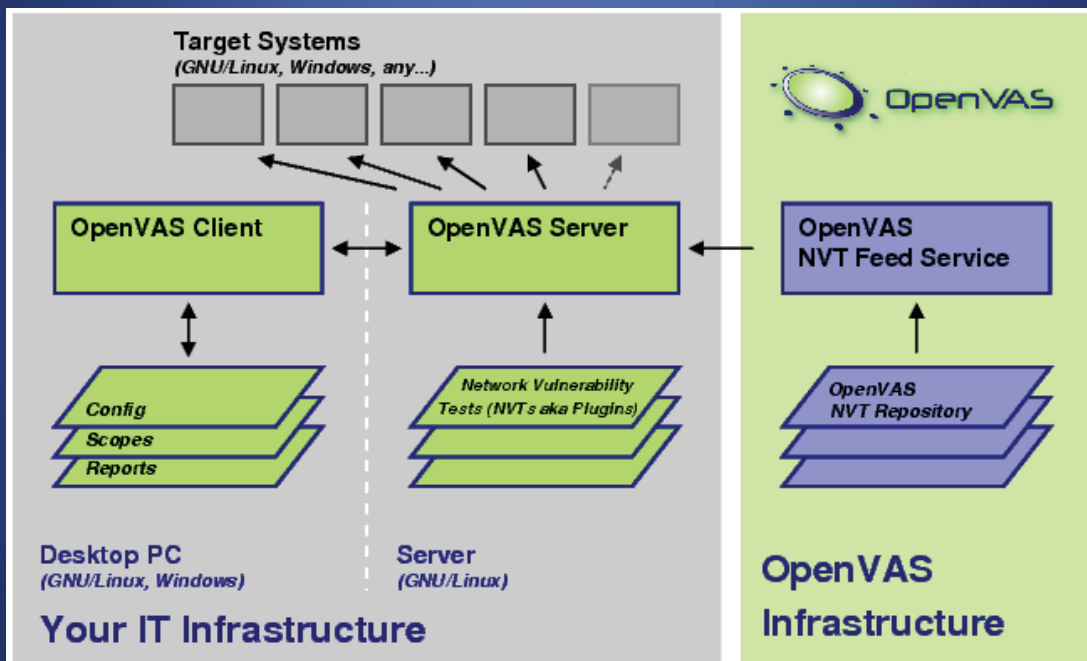 Target Systems
(GNU/Linux, Windows, any...)
OpenVAS
OpenVAS Client
OpenVAS Server
OpenVAS
NVT Feed Service
Config
Scopes
Reports
Network Vulnerability
Tests (NVTs aka Plugins)
OpenVAS
NVT Repository
Desktop PC
(GNU/Linux, Windows)
Server
(GNU/Linux)
Your IT Infrastructure
OpenVAS
Infrastructure